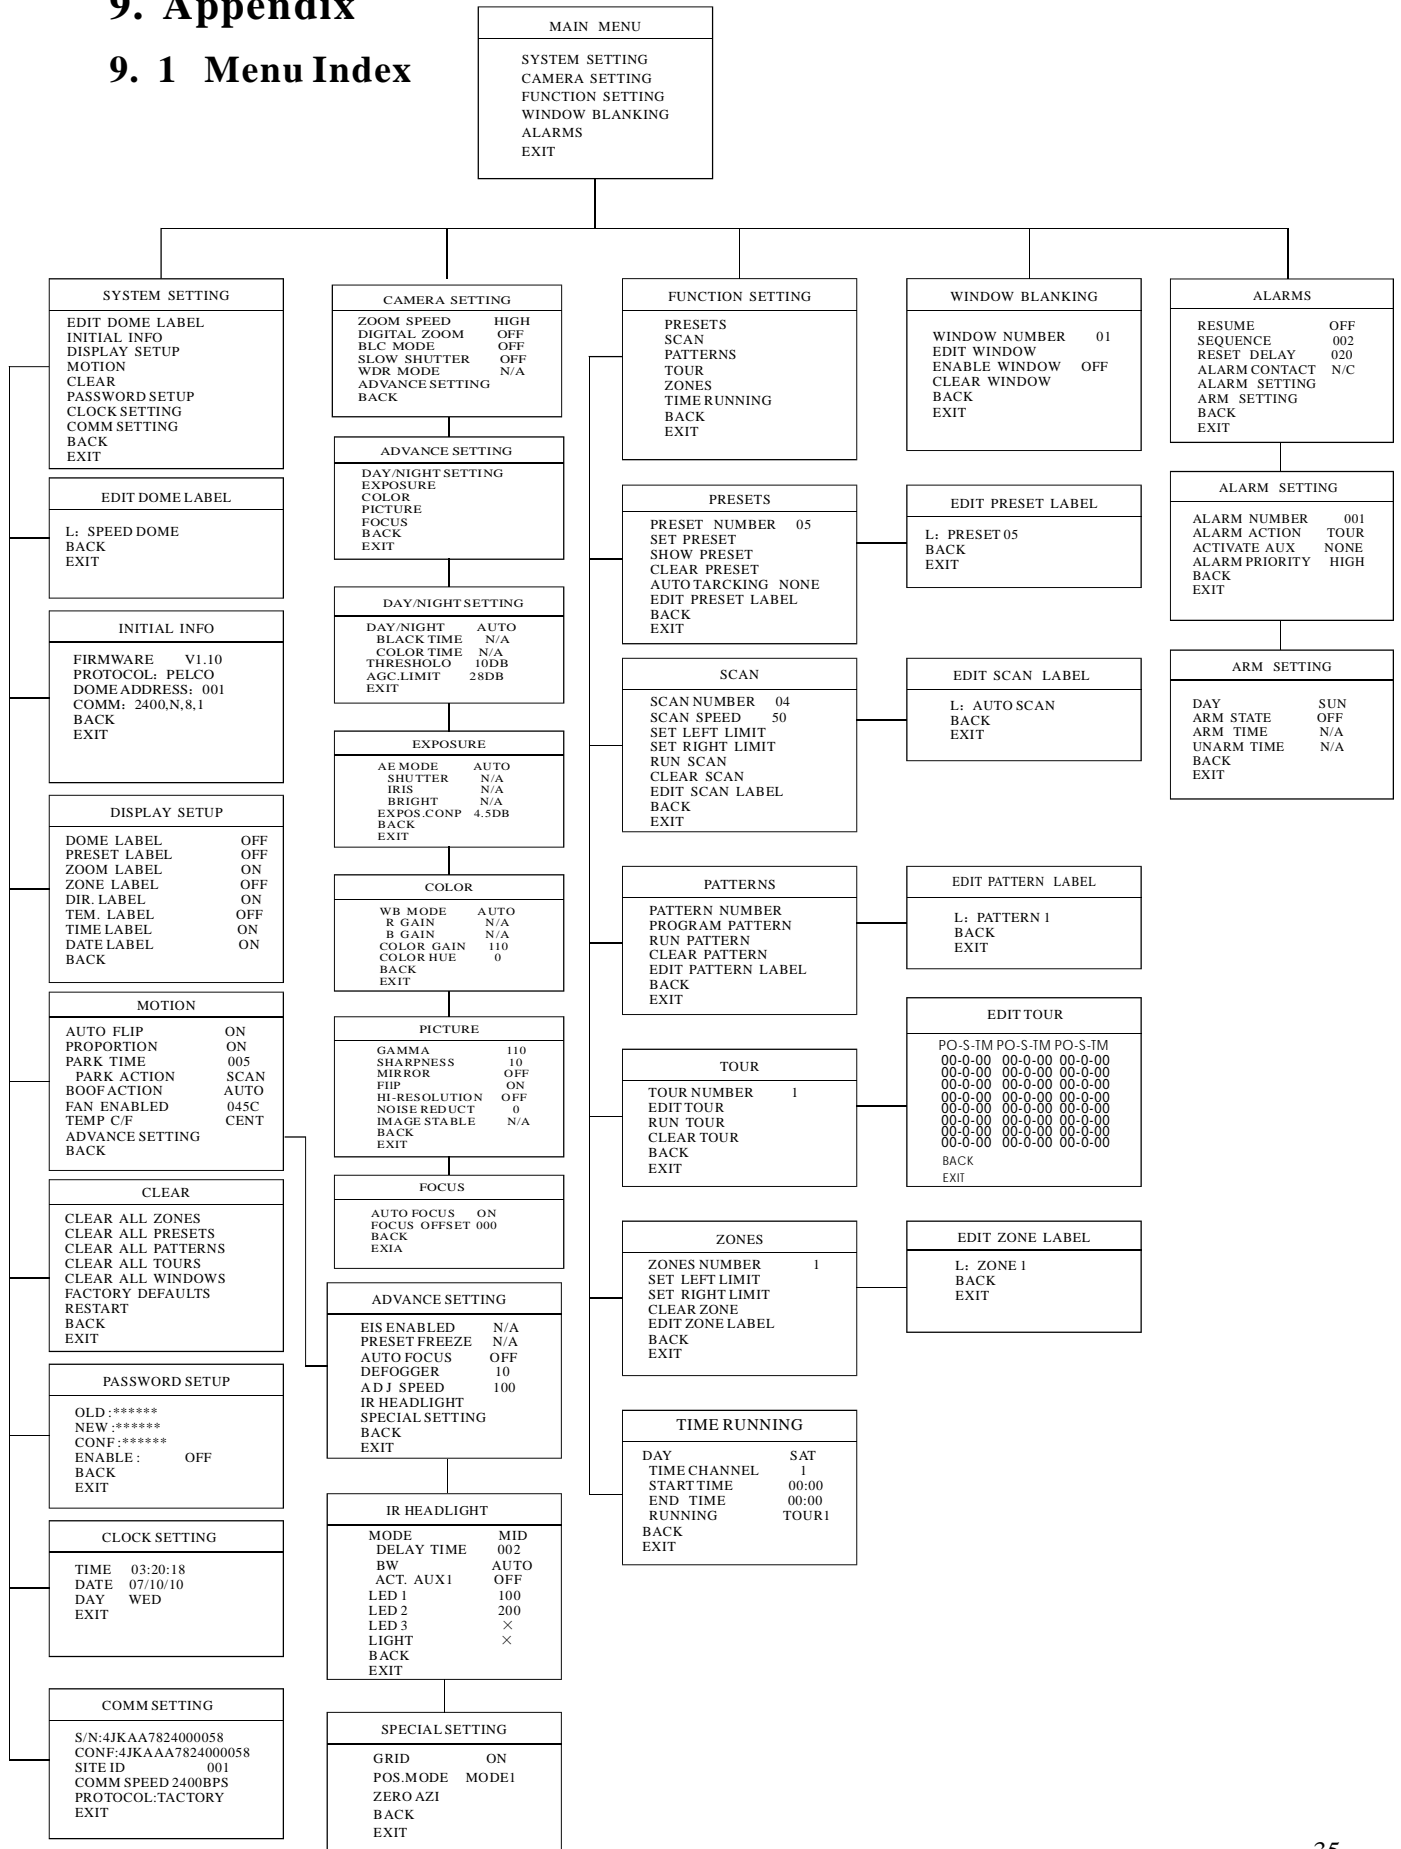 9. Appendix
9. 1 Menu Index
MAIN MENU
SYSTEM SETTING
CAMERA SETTING
FUNCTION SETTING
WINDOW BLANKING
ALARMS
EXIT
SYSTEM SETTING
EDIT DOME LABEL
INITIAL INFO
DISPLAY SETUP
MOTION
CLEAR
PASSWORD SETUP
CLOCK SETTING
COMM SETTING
BACK
EXIT
EDIT DOME LABEL
L: SPEED DOME
BACK
EXIT
INITIAL INFO
FIRMWARE V1.10
PROTOCOL: PELCO
DOME ADDRESS: 001
COMM: 2400,N,8,1
BACK
EXIT
DISPLAY SETUP
DOME LABEL OFF
PRESET LABEL OFF
ZOOM LABEL ON
ZONE LABEL OFF
DIR. LABEL ON
TEM. LABEL OFF
TIME LABEL ON
DATE LABEL ON
BACK
MOTION
AUTO FLIP ON
PROPORTION ON
PARK TIME 005
PARK ACTION SCAN
BOOF ACTION AUTO
FAN ENABLED 045C
TEMP C/F CENT
ADVANCE SETTING
BACK
CLEAR
CLEAR ALL ZONES
CLEAR ALL PRESETS
CLEAR ALL PATTERNS
CLEAR ALL TOURS
CLEAR ALL WINDOWS
FACTORY DEFAULTS
RESTART
BACK
EXIT
PASSWORD SETUP
OLD :******
NEW :******
CONF :******
ENABLE : OFF
BACK
EXIT
CLOCK SETTING
TIME 03:20:18
DATE 07/10/10
DAY WED
EXIT
COMM SETTING
S/N:4JKAA7824000058
CONF:4JKAAA7824000058
SITE ID 001
COMM SPEED 2400BPS
PROTOCOL:TACTORY
EXIT
CAMERA SETTING
ZOOM SPEED HIGH
DIGITAL ZOOM OFF
BLC MODE OFF
SLOW SHUTTER OFF
WDR MODE N/A
ADVANCE SETTING
BACK
ADVANCE SETTING
DAY/NIGHT SETTING
EXPOSURE
COLOR
PICTURE
FOCUS
BACK
EXIT
DAY/NIGHT SETTING
DAY/NIGHT AUTO
BLACK TIME N/A
COLOR TIME N/A
THRESHOLO 10DB
AGC.LIMIT 28DB
EXIT
EXPOSURE
AE MODE AUTO
SHUTTER N/A
IRIS N/A
BRIGHT N/A
EXPOS.CONP 4.5DB
BACK
EXIT
COLOR
WB MODE AUTO
R GAIN N/A
B GAIN N/A
COLOR GAIN 110
COLOR HUE 0
BACK
EXIT
PICTURE
GAMMA 110
SHARPNESS 10
MIRROR OFF
FIIP ON
HI-RESOLUTION OFF
NOISE REDUCT 0
IMAGE STABLE N/A
BACK
EXIT
FOCUS
AUTO FOCUS ON
FOCUS OFFSET 000
BACK
EXIA
ADVANCE SETTING
EIS ENABLED N/A
PRESET FREEZE N/A
AUTO FOCUS OFF
DEFOGGER 10
A D J SPEED 100
IR HEADLIGHT
SPECIAL SETTING
BACK
EXIT
IR HEADLIGHT
MODE MID
DELAY TIME 002
BW AUTO
ACT. AUX1 OFF
LED 1 100
LED 2 200
LED 3 ×
LIGHT ×
BACK
EXIT
SPECIAL SETTING
GRID ON
POS.MODE MODE1
ZERO AZI
BACK
EXIT
FUNCTION SETTING
PRESETS
SCAN
PATTERNS
TOUR
ZONES
TIME RUNNING
BACK
EXIT
PRESETS
PRESET NUMBER 05
SET PRESET
SHOW PRESET
CLEAR PRESET
AUTO TARCKING NONE
EDIT PRESET LABEL
BACK
EXIT
SCAN
SCAN NUMBER 04
SCAN SPEED 50
SET LEFT LIMIT
SET RIGHT LIMIT
RUN SCAN
CLEAR SCAN
EDIT SCAN LABEL
BACK
EXIT
PATTERNS
PATTERN NUMBER
PROGRAM PATTERN
RUN PATTERN
CLEAR PATTERN
EDIT PATTERN LABEL
BACK
EXIT
TOUR
TOUR NUMBER 1
EDIT TOUR
RUN TOUR
CLEAR TOUR
BACK
EXIT
ZONES
ZONES NUMBER 1
SET LEFT LIMIT
SET RIGHT LIMIT
CLEAR ZONE
EDIT ZONE LABEL
BACK
EXIT
TIME RUNNING
DAY SAT
TIME CHANNEL 1
START TIME 00:00
END TIME 00:00
RUNNING TOUR1
BACK
EXIT
WINDOW BLANKING
WINDOW NUMBER 01
EDIT WINDOW
ENABLE WINDOW OFF
CLEAR WINDOW
BACK
EXIT
EDIT PRESET LABEL
L: PRESET 05
BACK
EXIT
EDIT SCAN LABEL
L: AUTO SCAN
BACK
EXIT
EDIT PATTERN LABEL
L: PATTERN 1
BACK
EXIT
EDIT TOUR
PO-S-TM PO-S-TM PO-S-TM
00-0-00 00-0-00 00-0-00
00-0-00 00-0-00 00-0-00
00-0-00 00-0-00 00-0-00
00-0-00 00-0-00 00-0-00
00-0-00 00-0-00 00-0-00
00-0-00 00-0-00 00-0-00
00-0-00 00-0-00 00-0-00
BACK
EXIT
EDIT ZONE LABEL
L: ZONE 1
BACK
EXIT
ALARMS
RESUME OFF
SEQUENCE 002
RESET DELAY 020
ALARM CONTACT N/C
ALARM SETTING
ARM SETTING
BACK
EXIT
ALARM SETTING
ALARM NUMBER 001
ALARM ACTION TOUR
ACTIVATE AUX NONE
ALARM PRIORITY HIGH
BACK
EXIT
ARM SETTING
DAY SUN
ARM STATE OFF
ARM TIME N/A
UNARM TIME N/A
BACK
EXIT